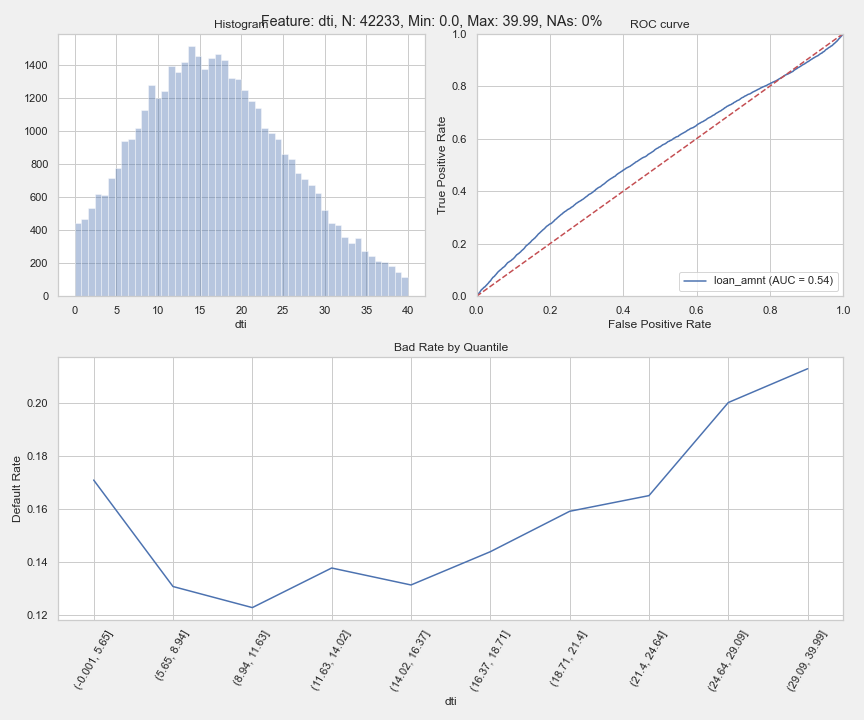 Feature: dti, N: 42233, Min: 0.0, Max: 39.99, NAs: 0%
Histogram
1400
1200
1000
800
600
400
200
0
0 5 10 15 20 25 30 35 40
dti
ROC curve
True Positive Rate
1.0
0.8
0.6
0.4
0.2
0.0
loan_amnt (AUC = 0.54)
0.0 0.2 0.4 0.6 0.8 1.0
False Positive Rate
Bad Rate by Quantile
Default Rate
0.20
0.18
0.16
0.14
0.12
(-0.001, 5.65]
(5.65, 8.94]
(8.94, 11.63]
(11.63, 14.02]
(14.02, 16.37]
(16.37, 18.71]
(18.71, 21.4]
(21.4, 24.64]
(24.64, 29.09]
(29.09, 39.99]
dti